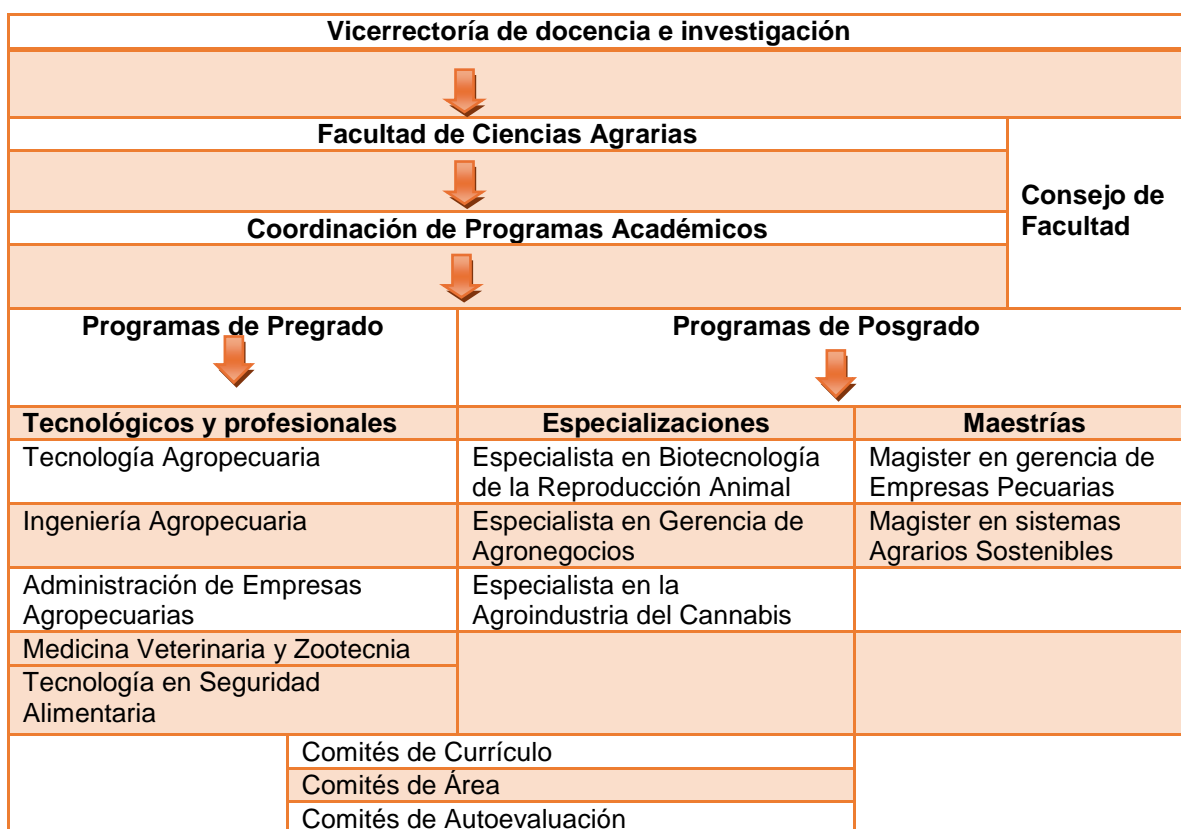 Vicerrectoría de docencia e investigación
Facultad de Ciencias Agrarias
Consejo de
Facultad
Coordinación de Programas Académicos
Programas de Pregrado
Programas de Posgrado
Tecnológicos y profesionales
Especializaciones
Maestrías
Tecnología Agropecuaria
Especialista en Biotecnología
de la Reproducción Animal
Magister en gerencia de
Empresas Pecuarias
Ingeniería Agropecuaria
Especialista en Gerencia de
Agronegocios
Magister en sistemas
Agrarios Sostenibles
Administración de Empresas
Agropecuarias
Especialista en la
Agroindustria del Cannabis
Medicina Veterinaria y Zootecnia
Tecnología en Seguridad
Alimentaria
Comités de Currículo
Comités de Área
Comités de Autoevaluación